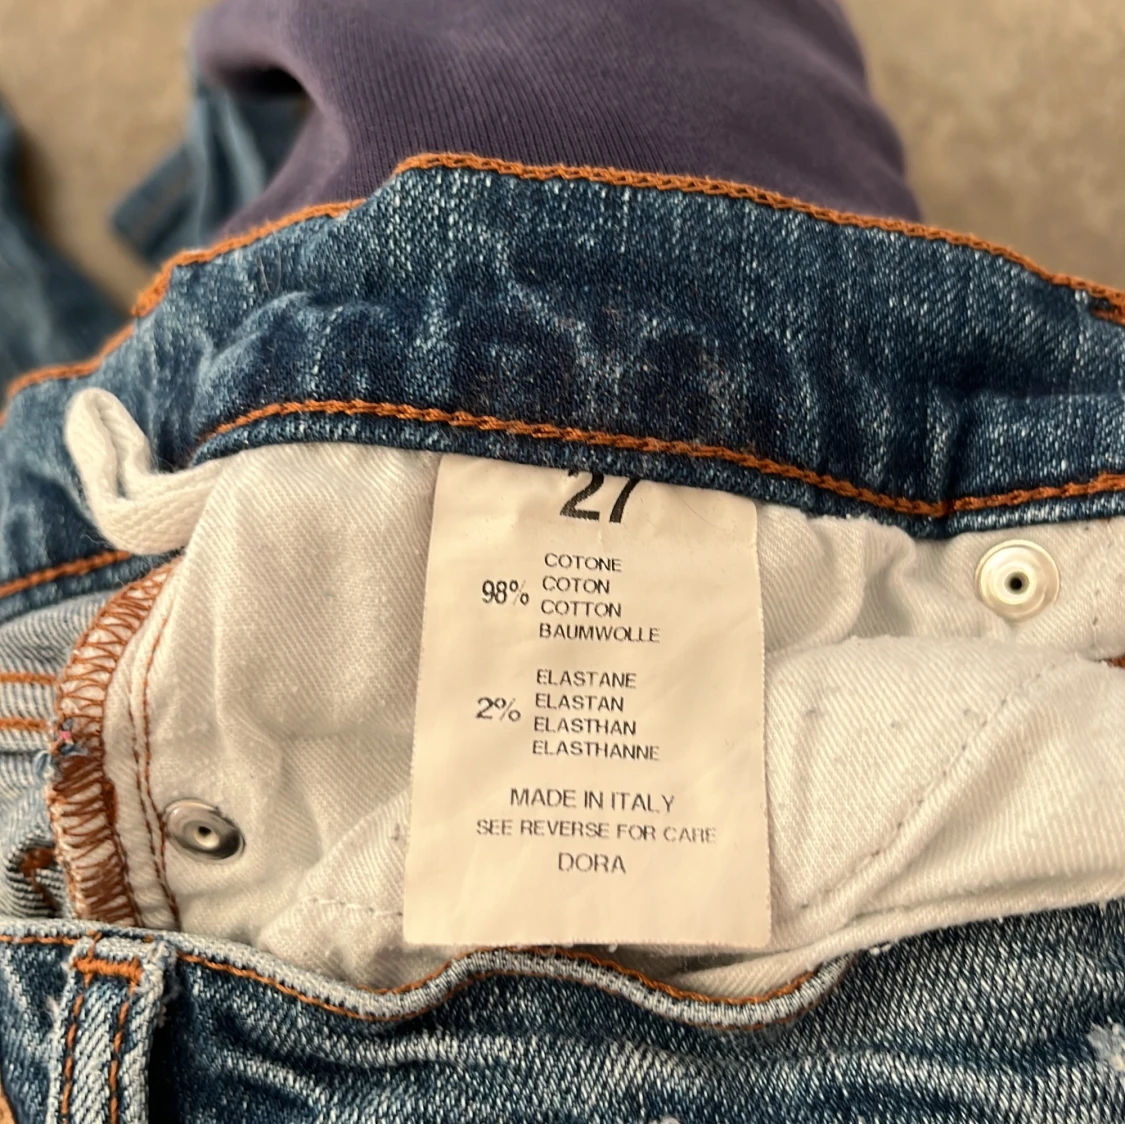 27
COTONE
98% COTON
COTTON
BAUMWOLLE
ELASTANE
2% ELASTAN
ELASTHAN
ELASTHANNE
MADE IN ITALY
SEE REVERSE FOR CARE
DORA